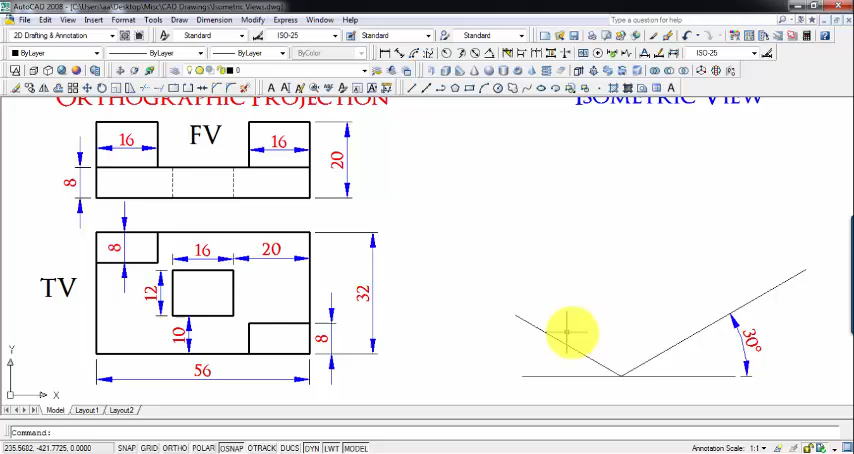 AutoCAD 2008 - [C:\Users\aa\Desktop\Misc\CAD Drawings\Isometric Views.dwg]
File Edit Insert Format Tools Draw Dimension Modify Express Window Help
Type a question for help
2D Drafting & Annotation Standard ISO-25 Standard Standard
ByLayer ByLayer ByLayer ByColor ISO-25
0
ORTHOGRAPHIC PROJECTION ISOMETRIC VIEW
16 FV 16 20
8
8 16 20
TV 12 32
10 8
56
30°
Y
X
Model Layout1 Layout2
Command:
235.5682, -421.7725, 0.0000 SNAP GRID ORTHO POLAR OSNAP OTRACK DUCS DYN LWT MODEL Annotation Scale: 1:1